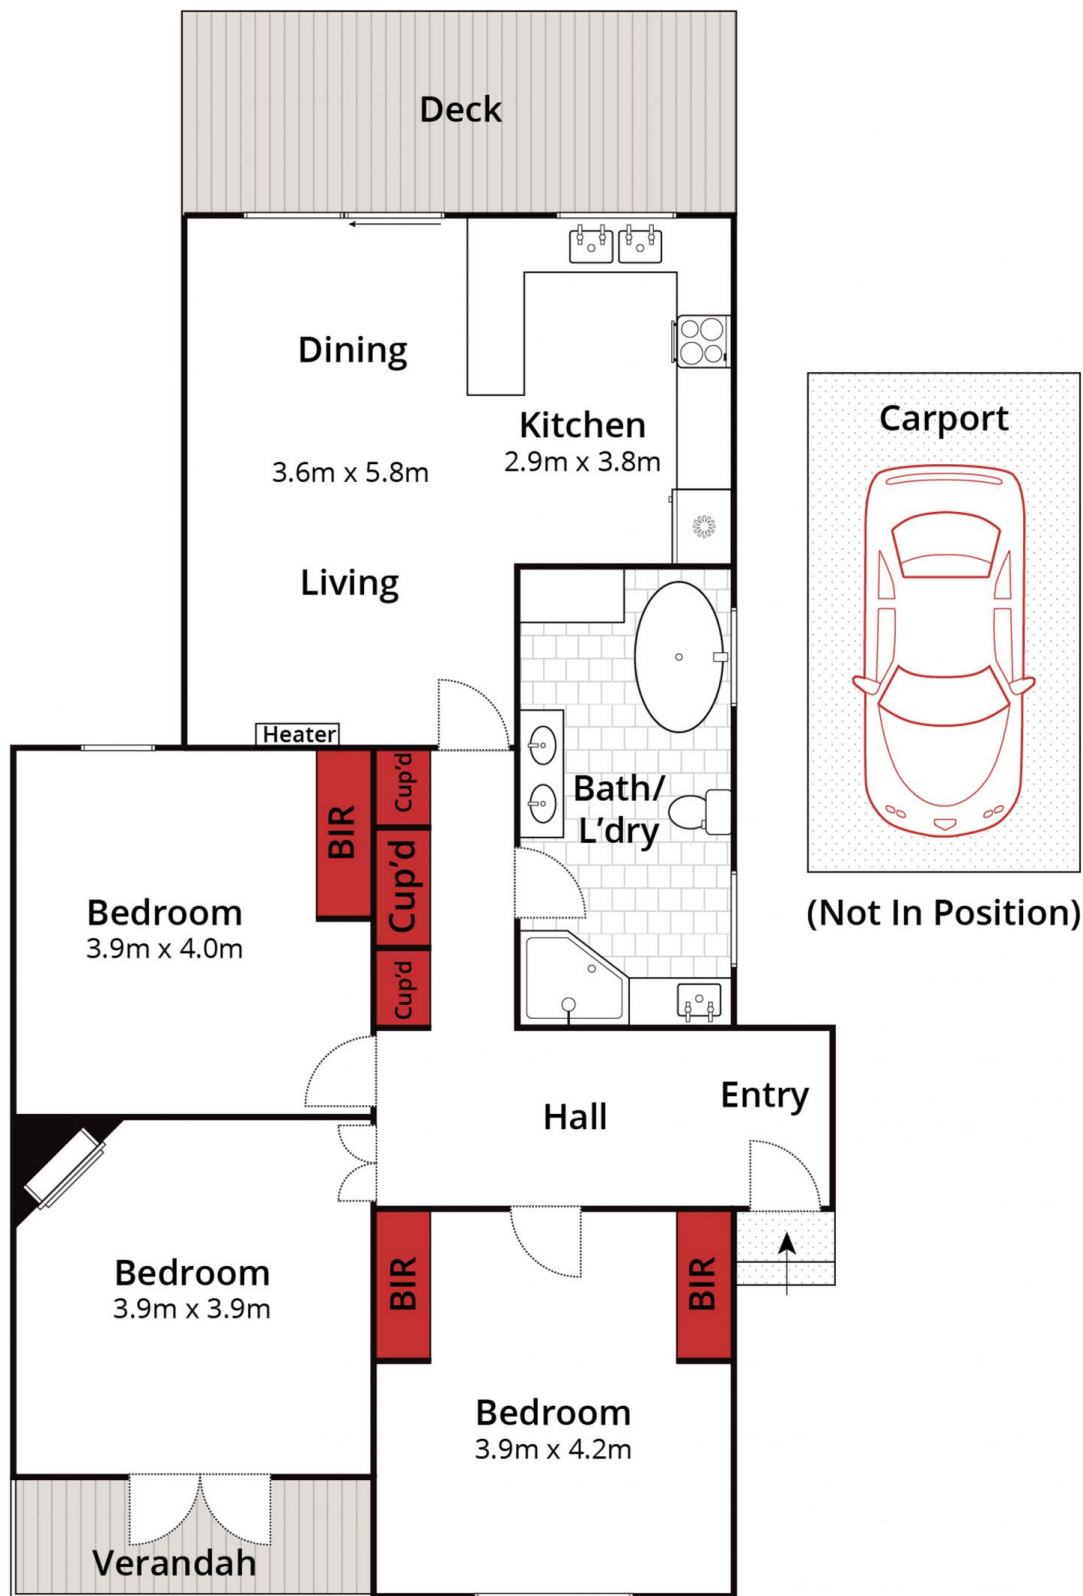 Deck
Dining
Kitchen
2.9m x 3.8m
3.6m x 5.8m
Living
Carport
(Not In Position)
Heater
Bath/
L'dry
BIR
Cup'd
Cup'd
Cup'd
Bedroom
3.9m x 4.0m
Hall
Entry
Bedroom
3.9m x 3.9m
BIR
BIR
Bedroom
3.9m x 4.2m
Verandah